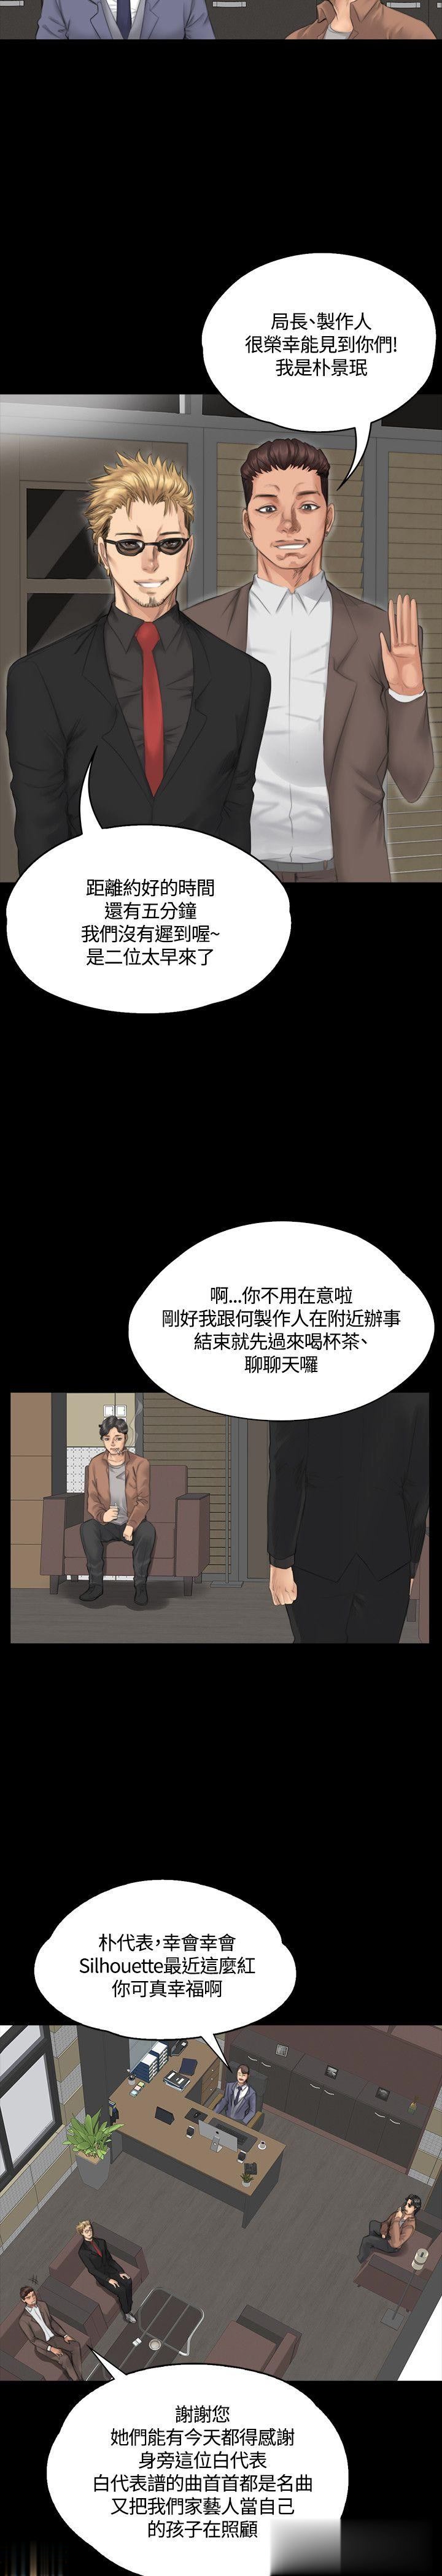 局長、製作人
很榮幸能見到你們!
我是朴景珉
距離約好的時間
還有五分鐘
我們沒有遲到喔~
是二位太早來了
啊...你不用在意啦
剛好我跟何製作人在附近辦事
結束就先過來喝杯茶、
聊聊天囉
朴代表,幸會幸會
Silhouette最近這麼紅
你可真幸福啊
謝謝您
她們能有今天都得感謝
身旁這位白代表
白代表譜的曲首首都是名曲
又把我們家藝人當自己
的孩子在照顧